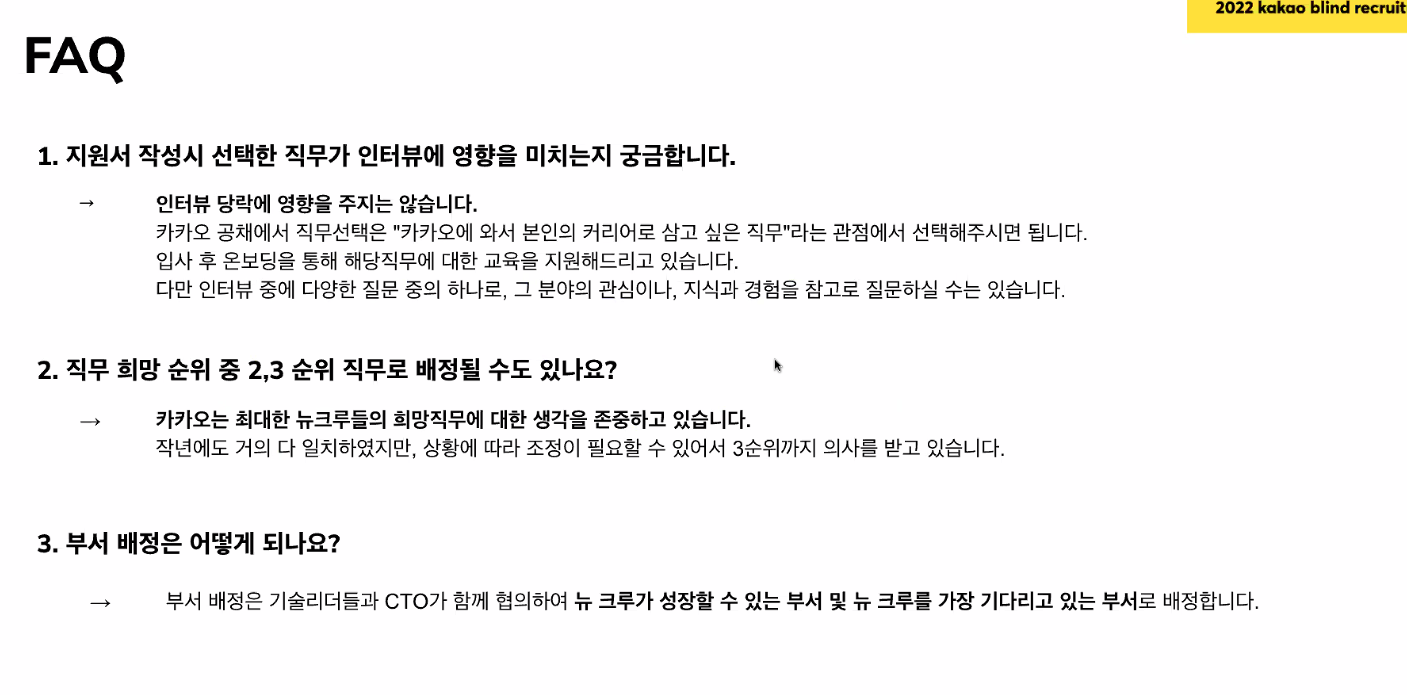 2022 kakao blind recruit
FAQ
1. 지원서 작성시 선택한 직무가 인터뷰에 영향을 미치는지 궁금합니다.
→ 인터뷰 당락에 영향을 주지는 않습니다.
카카오 공채에서 직무선택은 "카카오에 와서 본인의 커리어로 삼고 싶은 직무"라는 관점에서 선택해주시면 됩니다.
입사 후 온보딩을 통해 해당직무에 대한 교육을 지원해드리고 있습니다.
다만 인터뷰 중에 다양한 질문 중의 하나로, 그 분야의 관심이나, 지식과 경험을 참고로 질문하실 수는 있습니다.
2. 직무 희망 순위 중 2,3 순위 직무로 배정될 수도 있나요?
→ 카카오는 최대한 뉴크루들의 희망직무에 대한 생각을 존중하고 있습니다.
작년에도 거의 다 일치하였지만, 상황에 따라 조정이 필요할 수 있어서 3순위까지 의사를 받고 있습니다.
3. 부서 배정은 어떻게 되나요?
→ 부서 배정은 기술리더들과 CTO가 함께 협의하여 뉴 크루가 성장할 수 있는 부서 및 뉴 크루를 가장 기다리고 있는 부서로 배정합니다.